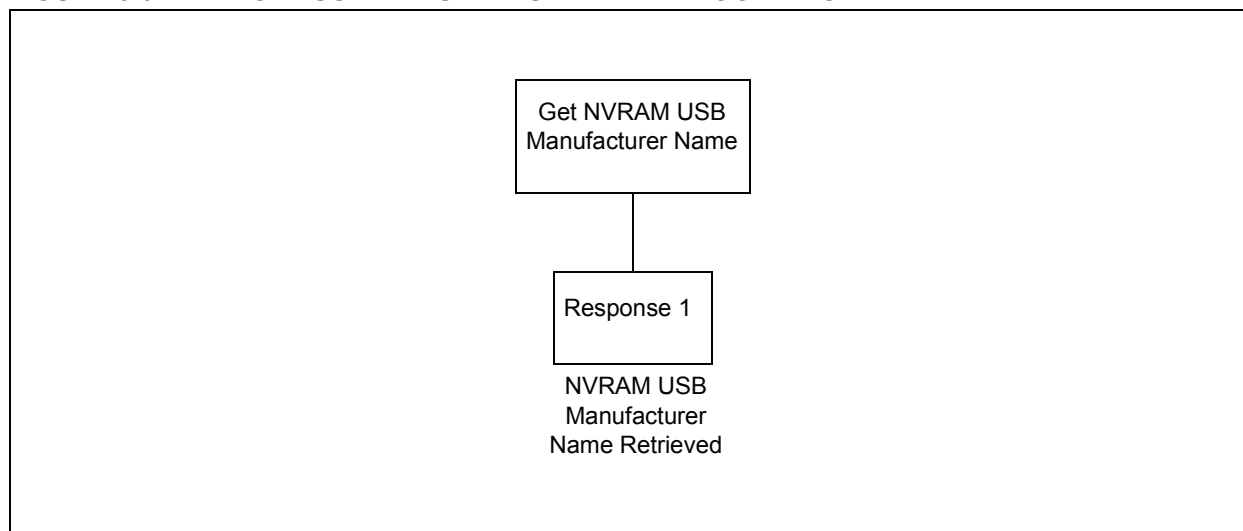 Get NVRAM USB
Manufacturer Name
Response 1
NVRAM USB
Manufacturer
Name Retrieved